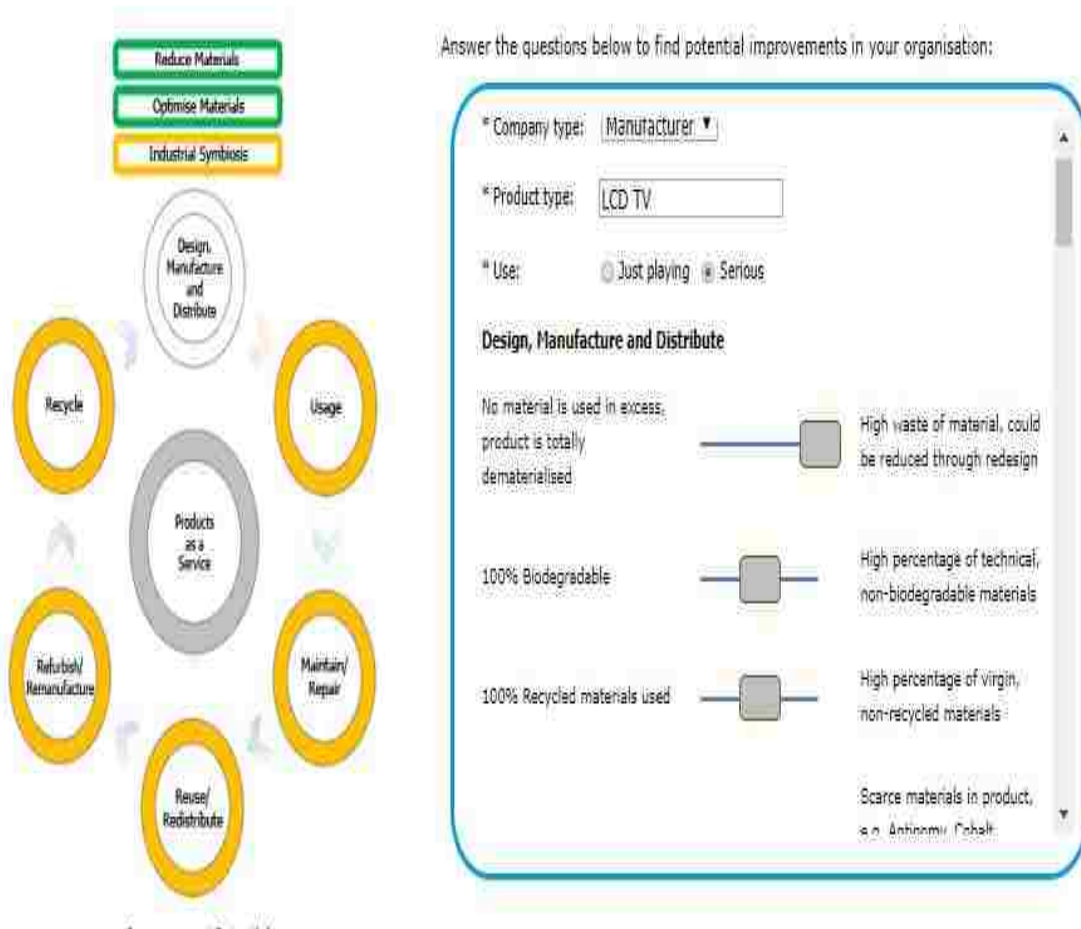 Reduce Materials
Optimise Materials
Industrial Symbiosis
Design,
Manufacture
and
Distribute
Recycle
Usage
Products
as a
Service
Refurbish/
Remanufacture
Maintain/
Repair
Reuse/
Redistribute
Answer the questions below to find potential improvements in your organisation:
* Company type: Manufacturer
* Product type: LCD TV
* Use: Just playing Serious
Design, Manufacture and Distribute
No material is used in excess,
product is totally
dematerialised
High waste of material, could
be reduced through redesign
100% Biodegradable
High percentage of technical,
non-biodegradable materials
100% Recycled materials used
High percentage of virgin,
non-recycled materials
Scarce materials in product,
e.g. Antinomy, Cobalt,